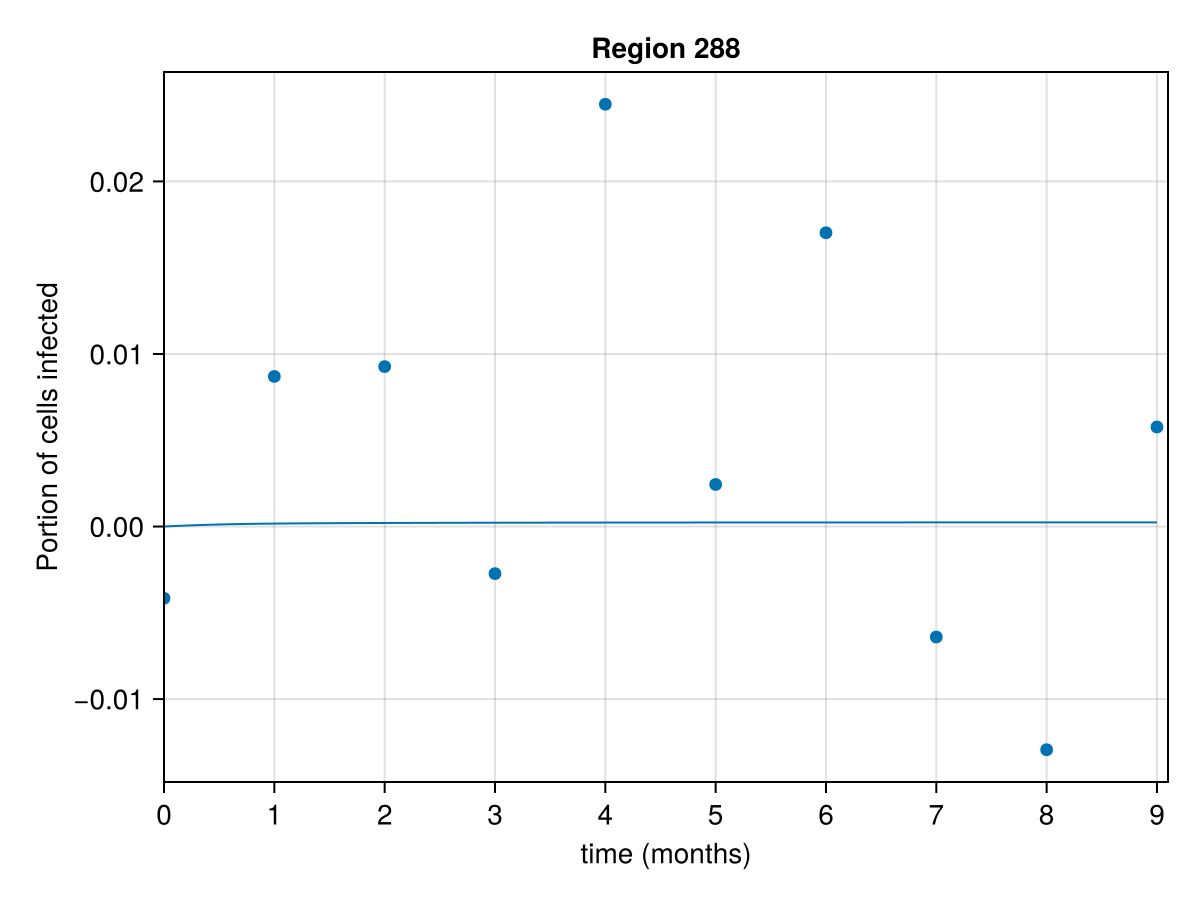 Region 288
Portion of cells infected
0.02
0.01
0.00
−0.01
0 1 2 3 4 5 6 7 8 9
time (months)